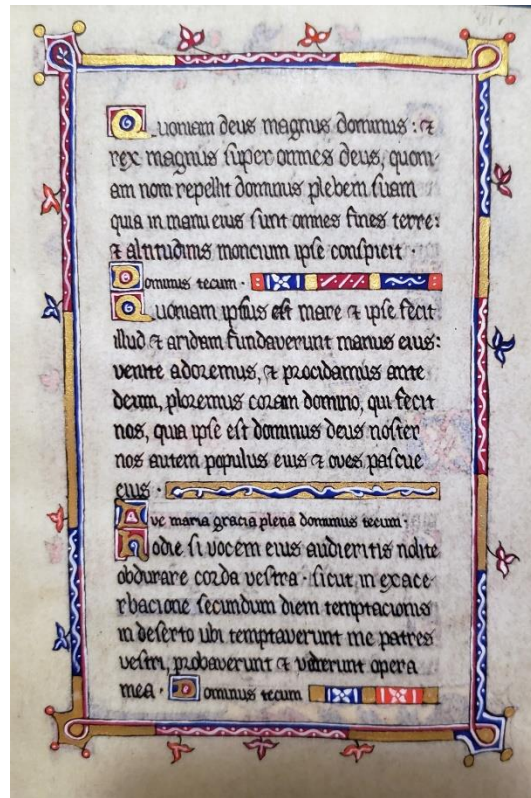 Quoniam deus magnus dominus : ⁊
rex magnus super omnes deus, quom-
am nom repellit dominus plebem suam
quia in manu eius sunt omnes fines terre:
⁊ altitudinis moncium ipse conspicit ·
Dominus tecum ·
Quoniam ipsius est mare ⁊ ipse fecit
illud ⁊ aridam fundaverunt manus eius:
venite adoremus, ⁊ procidamus ante
deum, ploremus coram domino, qui fecit
nos, quia ipse est dominus deus noster
nos autem populus eius ⁊ oves pascue
eius ·
Ave maria gracia plena dominus tecum ·
Hodie si vocem eius audieritis nolite
obdurare corda vestra · sicut in exace-
rbacione secundum diem temptacionis
in deserto ubi temptaverunt me patres
vestri, probaverunt ⁊ viderunt opera
mea · Dominus tecum